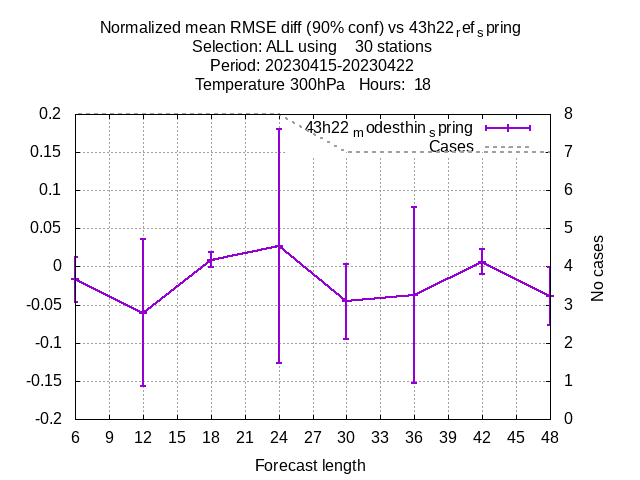 Normalized mean RMSE diff (90% conf) vs 43h22ref spring
Selection: ALL using 30 stations
Period: 20230415-20230422
Temperature 300hPa Hours: 18
0.2 8
43h22modesthinspring
0.15 7
Cases
0.1 6
0.05 5
0 4
-0.05 3
-0.1 2
-0.15 1
-0.2 0
No cases
6 9 12 15 18 21 24 27 30 33 36 39 42 45 48
Forecast length